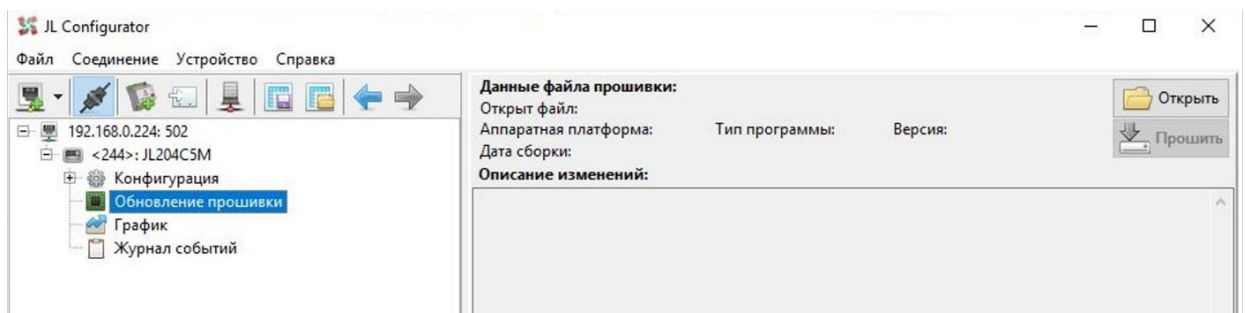 JL Configurator
Файл Соединение Устройство Справка
192.168.0.224: 502
<244>: JL204C5M
Конфигурация
Обновление прошивки
График
Журнал событий
Данные файла прошивки:
Открыт файл:
Аппаратная платформа: Тип программы: Версия:
Дата сборки:
Описание изменений:
Открыть
Прошить